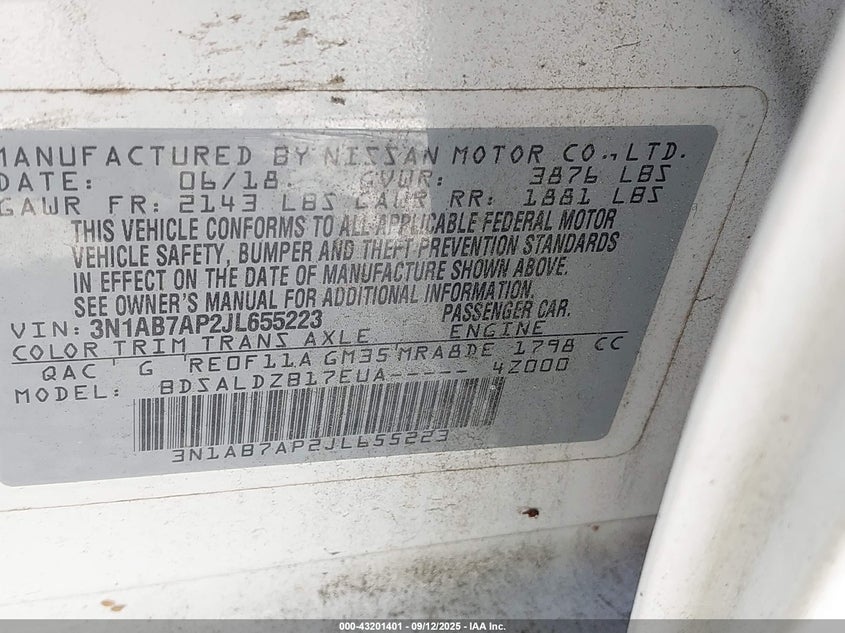 MANUFACTURED BY NISSAN MOTOR CO., LTD.
DATE: 06/18 GVWR: 3876 LBS
GAWR FR: 2143 LBS GAWR RR: 1881 LBS
THIS VEHICLE CONFORMS TO ALL APPLICABLE FEDERAL MOTOR
VEHICLE SAFETY, BUMPER AND THEFT PREVENTION STANDARDS
IN EFFECT ON THE DATE OF MANUFACTURE SHOWN ABOVE.
SEE OWNER'S MANUAL FOR ADDITIONAL INFORMATION.
PASSENGER CAR.
VIN: 3N1AB7AP2JL655223
COLOR TRIM TRANS AXLE ENGINE
QAC ' G 'RE0F11A GM35'MRA8DE 1798 CC
MODEL: BDSALDZB17EUA----- 4Z000
3N1AB7AP2JL655223
000-43201401 - 09/12/2025 - IAA Inc.